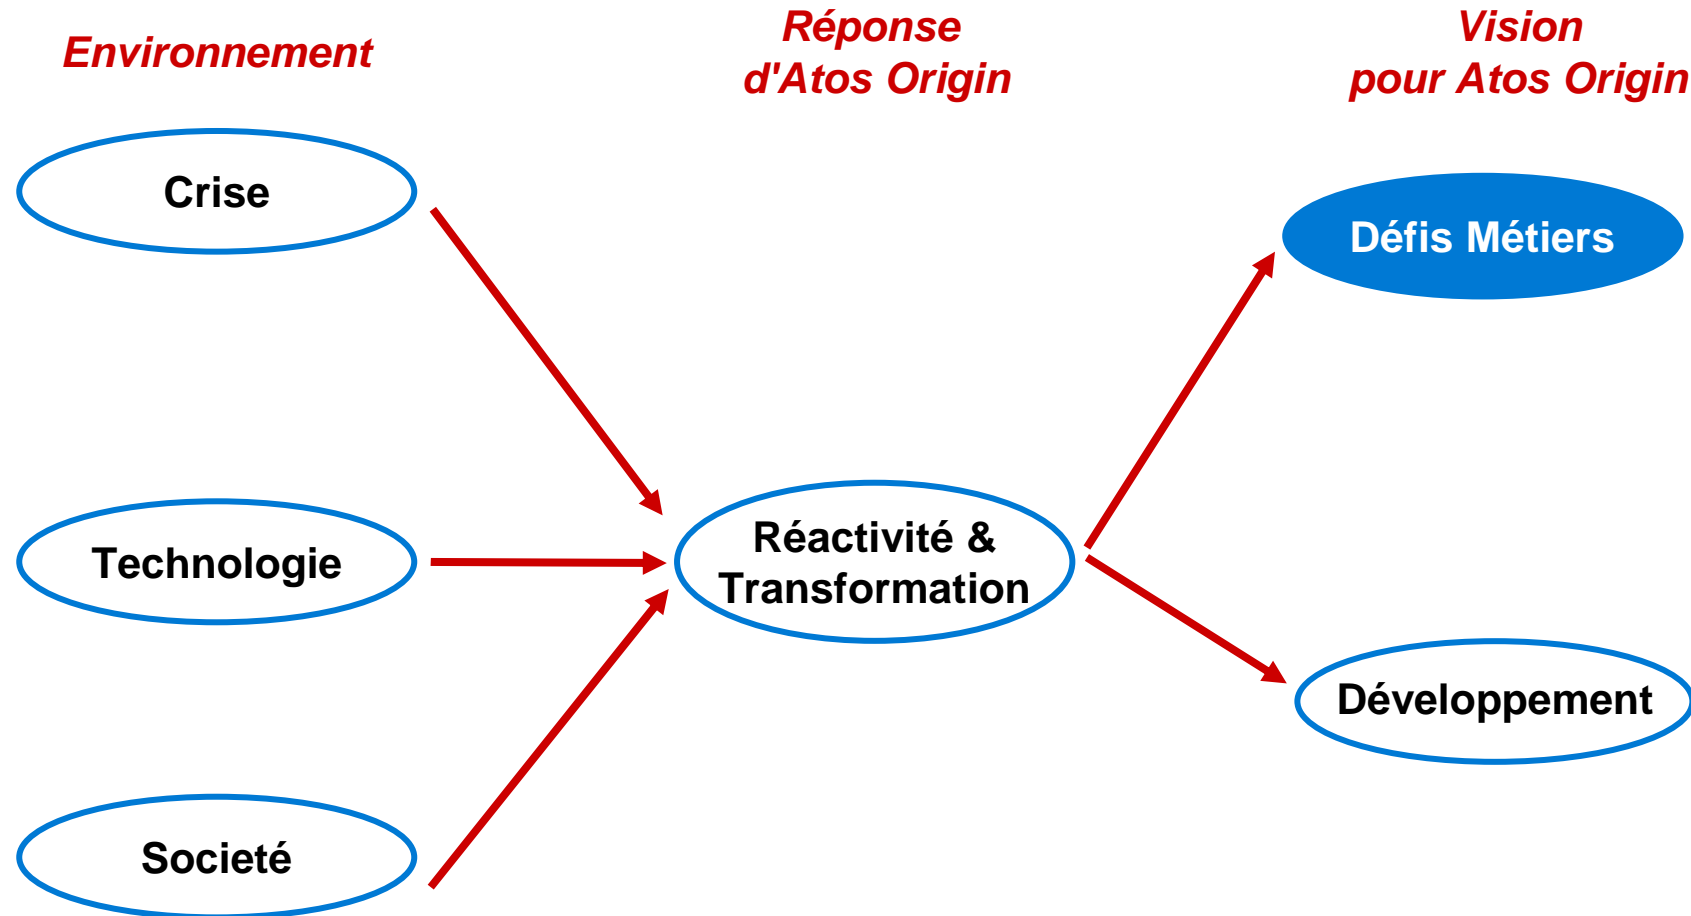 Environnement
Réponse
d'Atos Origin
Vision
pour Atos Origin
Crise
Défis Métiers
Technologie
Réactivité &
Transformation
Développement
Societé